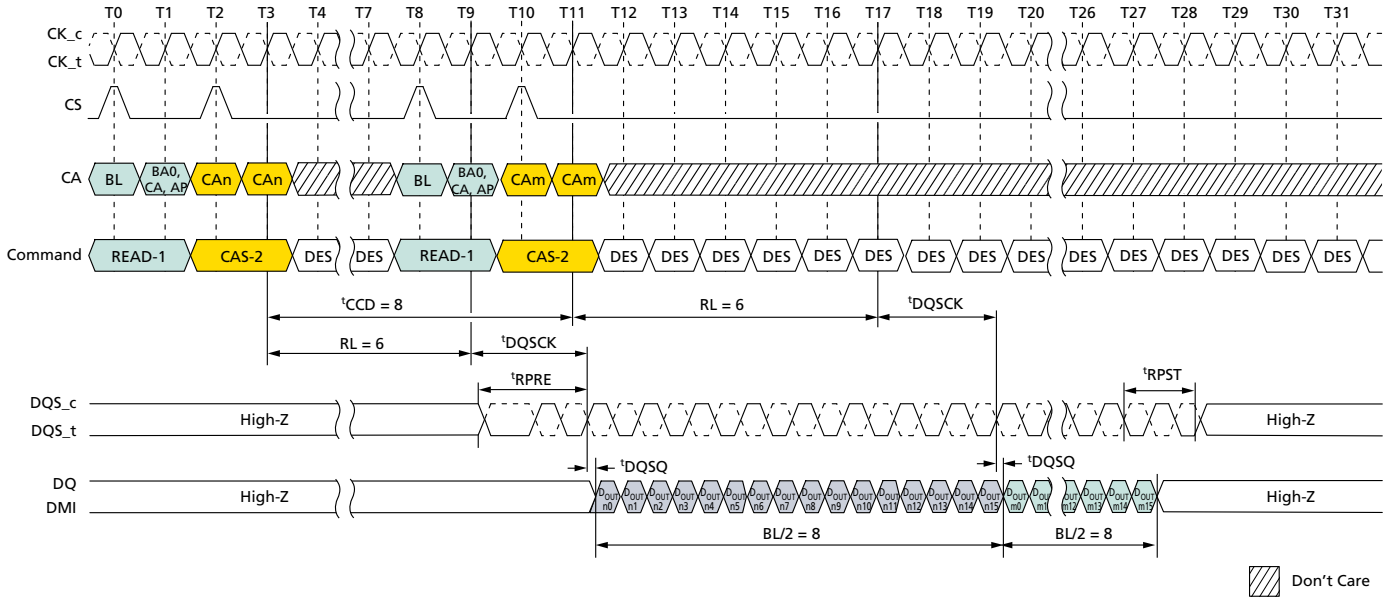 T0 T1 T2 T3 T4 T7 T8 T9 T10 T11 T12 T13 T14 T15 T16 T17 T18 T19 T20 T26 T27 T28 T29 T30 T31
CK_c
CK_t
CS
CA BL BA0, CA, AP CAn CAn BL BA0, CA, AP CAm CAm
Command READ-1 CAS-2 DES DES READ-1 CAS-2 DES DES DES DES DES DES DES DES DES DES DES DES DES DES DES
tCCD = 8 RL = 6 tDQSCK
RL = 6 tDQSCK
tRPRE tRPST
DQS_c
DQS_t
High-Z High-Z
tDQSQ tDQSQ
DQ
DMI
High-Z DOUT n0 DOUT n1 DOUT n2 DOUT n3 DOUT n4 DOUT n5 DOUT n6 DOUT n7 DOUT n8 DOUT n9 DOUT n10 DOUT n11 DOUT n12 DOUT n13 DOUT n14 DOUT n15 DOUT m0 DOUT m1 DOUT m12 DOUT m13 DOUT m14 DOUT m15 High-Z
BL/2 = 8 BL/2 = 8
Don't Care